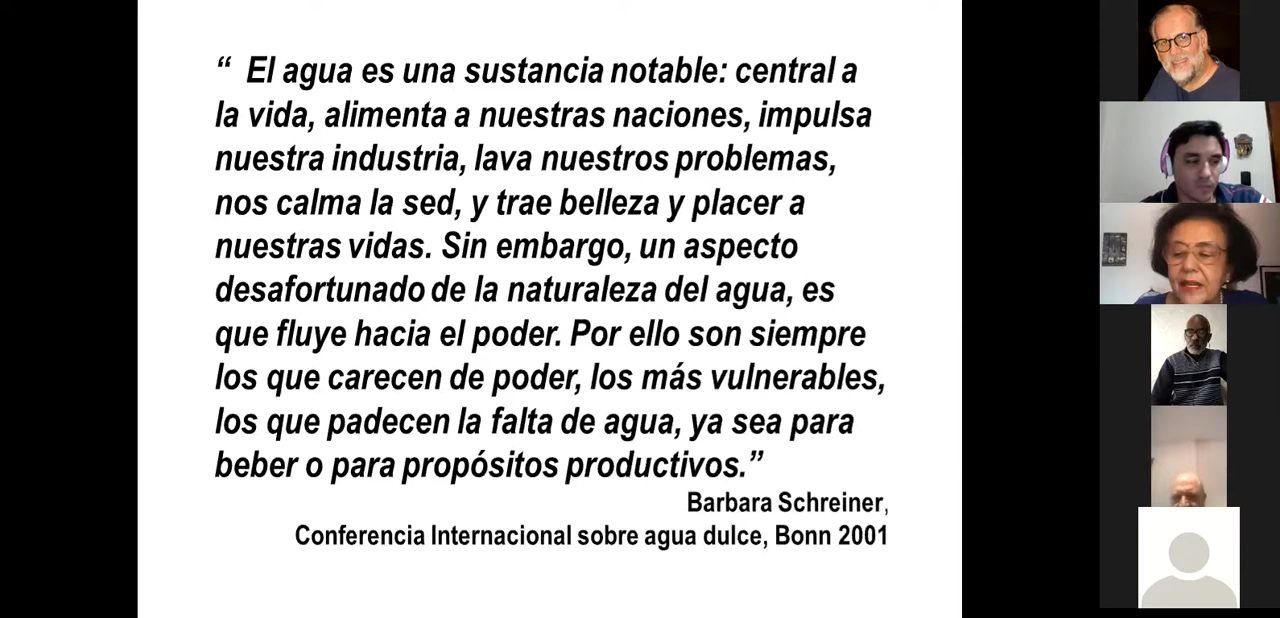 “ El agua es una sustancia notable: central a
la vida, alimenta a nuestras naciones, impulsa
nuestra industria, lava nuestros problemas,
nos calma la sed, y trae belleza y placer a
nuestras vidas. Sin embargo, un aspecto
desafortunado de la naturaleza del agua, es
que fluye hacia el poder. Por ello son siempre
los que carecen de poder, los más vulnerables,
los que padecen la falta de agua, ya sea para
beber o para propósitos productivos.”
Barbara Schreiner,
Conferencia Internacional sobre agua dulce, Bonn 2001